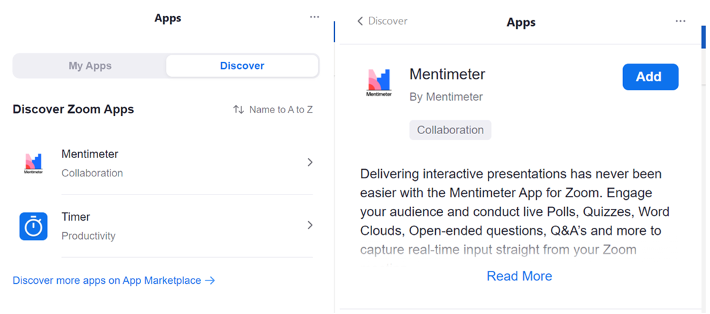 Apps
...
My Apps
Discover
Discover Zoom Apps
Name to A to Z
Mentimeter
Mentimeter
Collaboration
Timer
Productivity
Discover more apps on App Marketplace →
< Discover
Apps
...
Mentimeter
Mentimeter
By Mentimeter
Add
Collaboration
Delivering interactive presentations has never been
easier with the Mentimeter App for Zoom. Engage
your audience and conduct live Polls, Quizzes, Word
Clouds, Open-ended questions, Q&A's and more to
capture real-time input straight from your Zoom
Read More